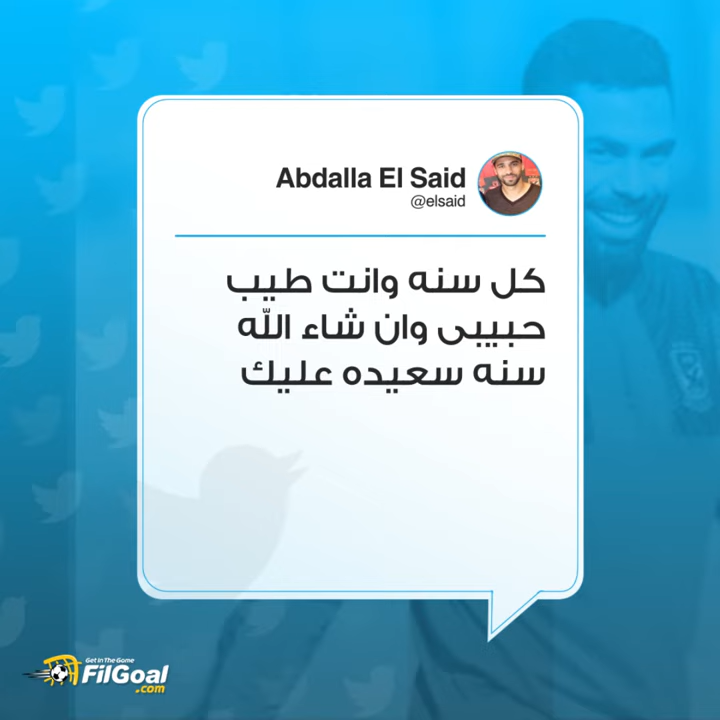 Abdalla El Said
@elsaid
كل سنه وانت طيب
حبيبى وان شاء الله
سنه سعيده عليك
Get in The Game
FilGoal
.com